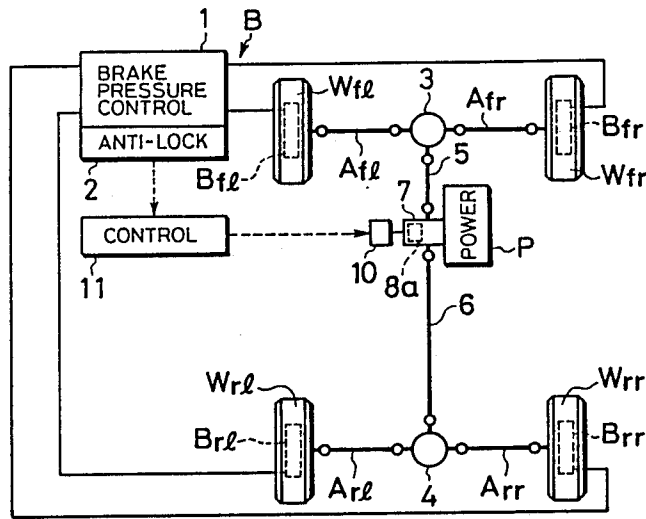 1
B
BRAKE
PRESSURE
CONTROL
ANTI-LOCK
2
Wfℓ
3
Afr
Bfr
Wfr
Bfℓ
Afℓ
5
7
POWER
P
CONTROL
11
10
8a
6
Wrℓ
Wrr
Brℓ
Brr
Arℓ
4
Arr